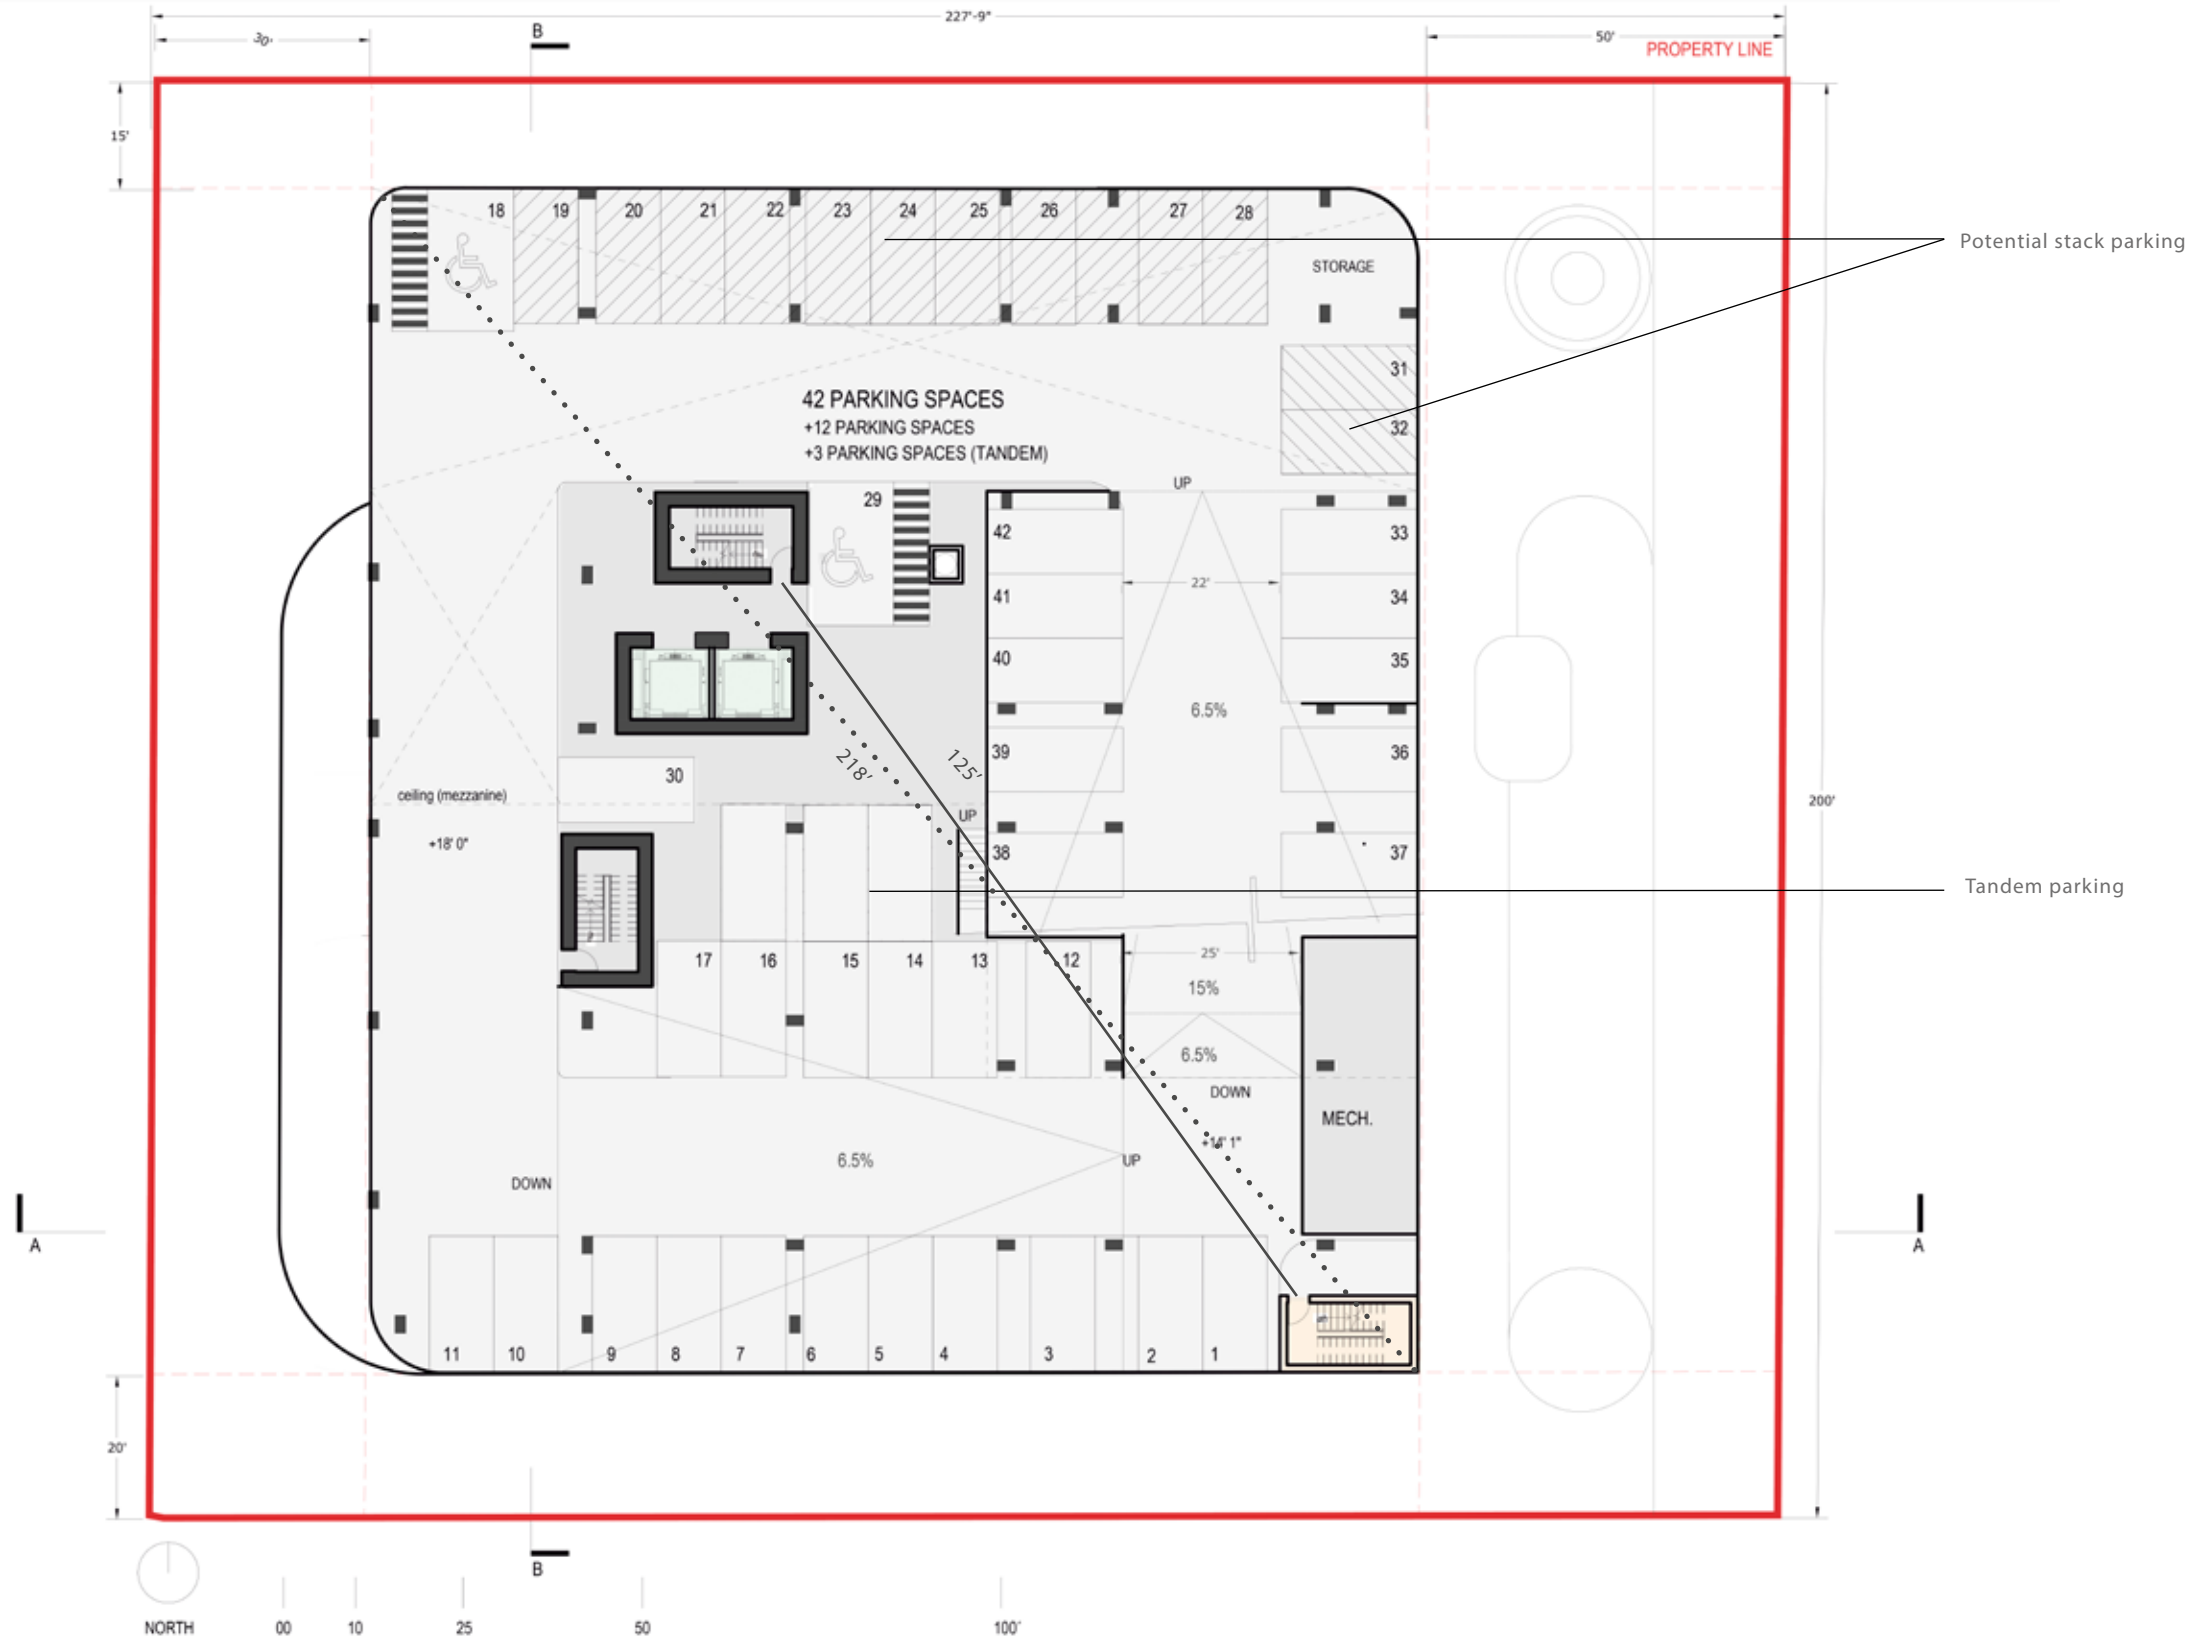 227'-9"
30'
B
50'
PROPERTY LINE
15'
18 19 20 21 22 23 24 25 26 27 28
Potential stack parking
STORAGE
31
42 PARKING SPACES
+12 PARKING SPACES
+3 PARKING SPACES (TANDEM)
32
UP
29
42
33
22'
41
34
40
35
6.5%
218'
125'
39
36
30
ceiling (mezzanine)
200'
UP
+18' 0"
38
37
Tandem parking
17 16 15 14 13 12
25'
15%
6.5%
DOWN
MECH.
+14' 1"
6.5%
UP
DOWN
A
A
11 10 9 8 7 6 5 4 3 2 1
20'
B
NORTH
00 10 25 50 100'